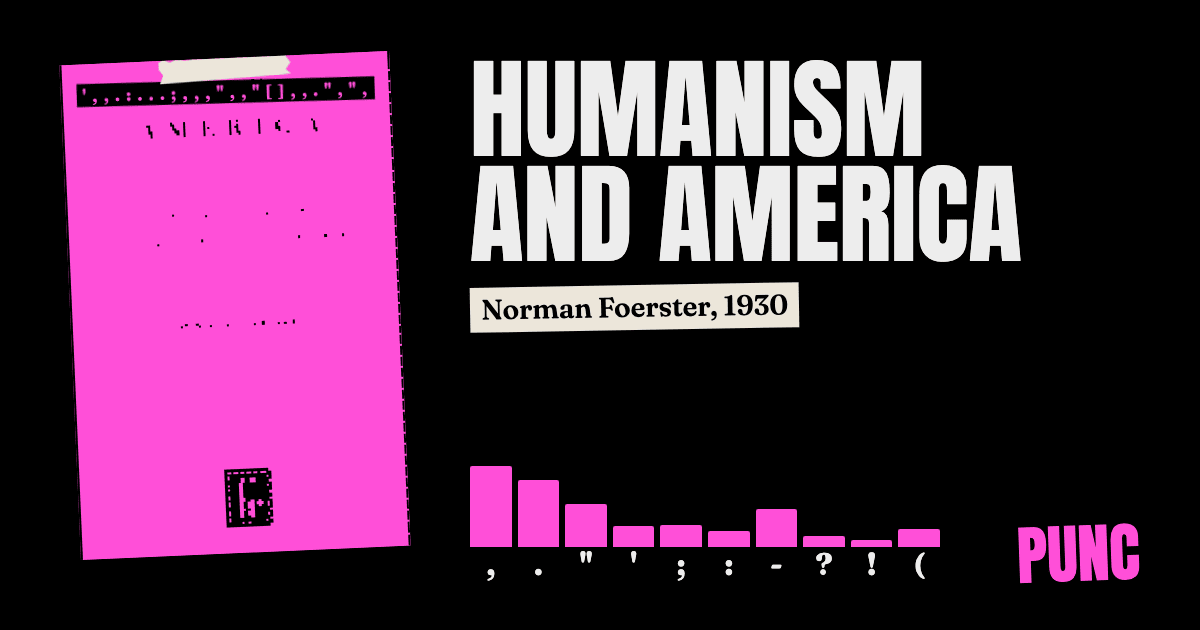 ',,.:...;,,,",,"[],,.",",
HUMANISM
AND AMERICA
Norman Foerster, 1930
, . " ' ; : - ? ! (
PUNC